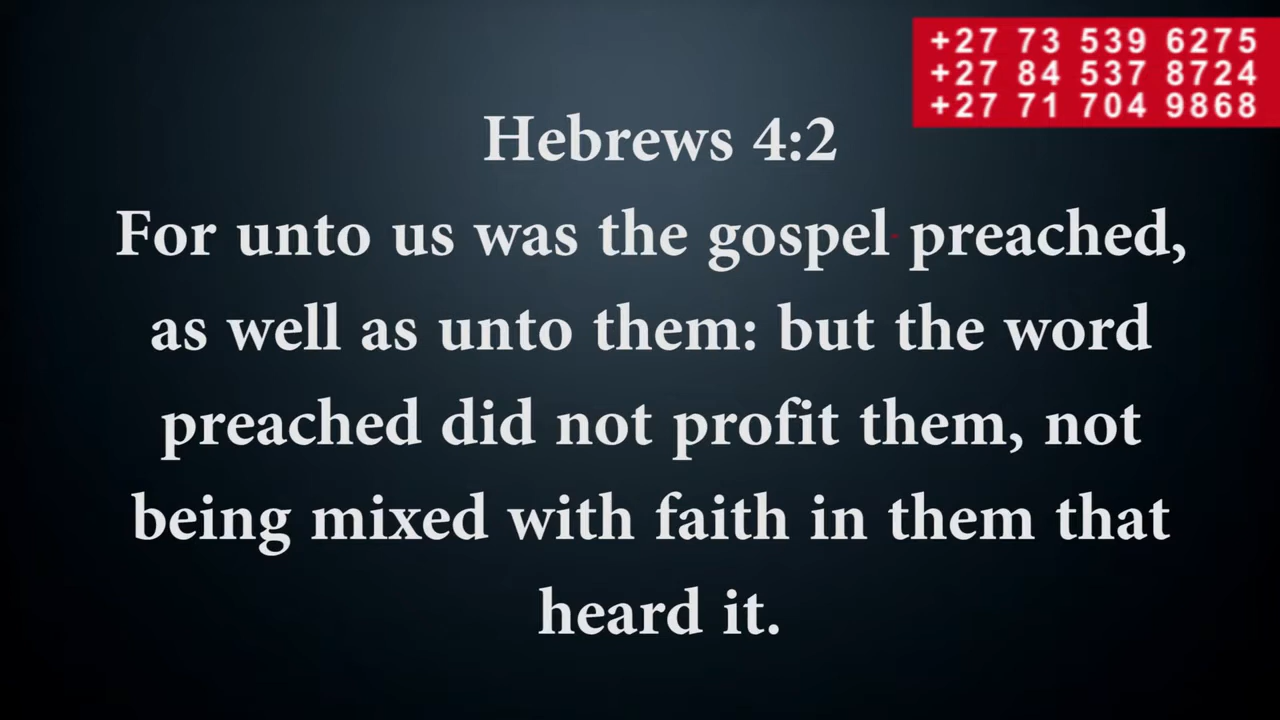 +27 73 539 6275
+27 84 537 8724
+27 71 704 9868
Hebrews 4:2
For unto us was the gospel preached,
as well as unto them: but the word
preached did not profit them, not
being mixed with faith in them that
heard it.